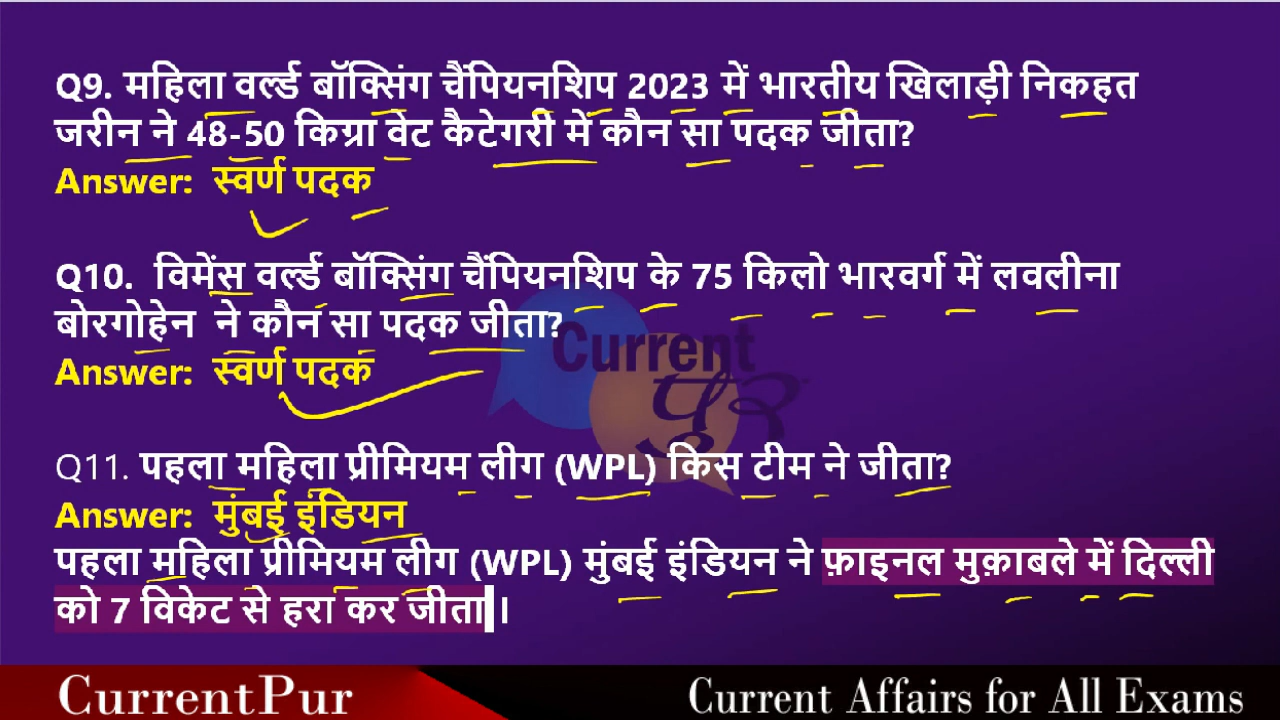 Q9. महिला वर्ल्ड बॉक्सिंग चैंपियनशिप 2023 में भारतीय खिलाड़ी निकहत
जरीन ने 48-50 किग्रा वेट कैटेगरी में कौन सा पदक जीता?
Answer: स्वर्ण पदक
Q10. विमेंस वर्ल्ड बॉक्सिंग चैंपियनशिप के 75 किलो भारवर्ग में लवलीना
बोरगोहेन ने कौन सा पदक जीता?
Answer: स्वर्ण पदक
Current
पुर
Q11. पहला महिला प्रीमियम लीग (WPL) किस टीम ने जीता?
Answer: मुंबई इंडियन
पहला महिला प्रीमियम लीग (WPL) मुंबई इंडियन ने फ़ाइनल मुक़ाबले में दिल्ली
को 7 विकेट से हरा कर जीता।
CurrentPur
Current Affairs for All Exams